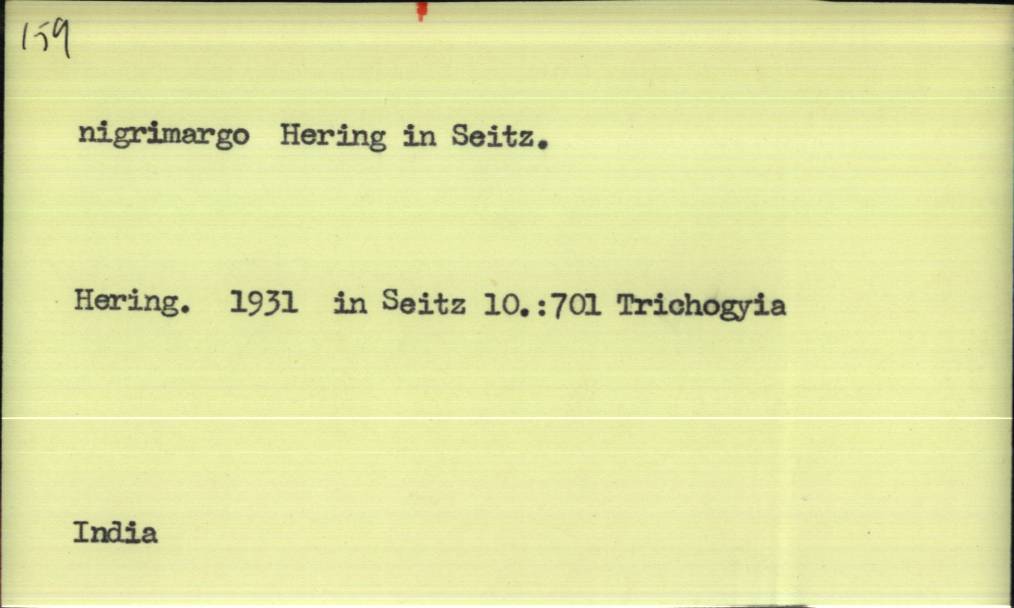 159
nigrimargo Hering in Seitz.
Hering. 1931 in Seitz 10.:701 Trichogyia
India